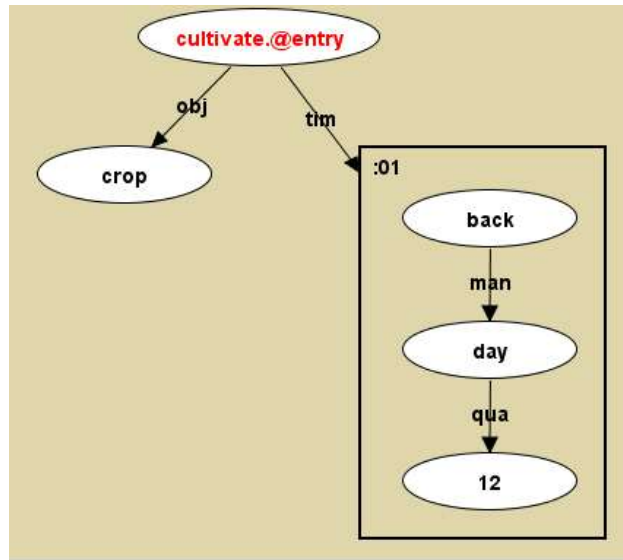 cultivate.@entry
obj
tim
crop
:01
back
man
day
qua
12